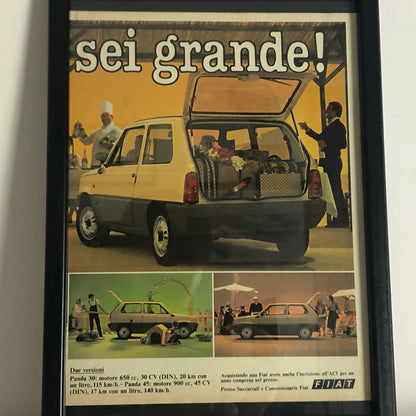 sei grande!
Due versioni
Panda 30: motore 650 cc, 30 CV (DIN), 20 km con
un litro, 115 km/h. - Panda 45: motore 900 cc, 45 CV
(DIN), 17 km con un litro, 140 km/h.
Acquistando una Fiat avete anche l'iscrizione all'ACI per un
anno compresa nel prezzo.
Presso Succursali e Concessionarie Fiat.
FIAT